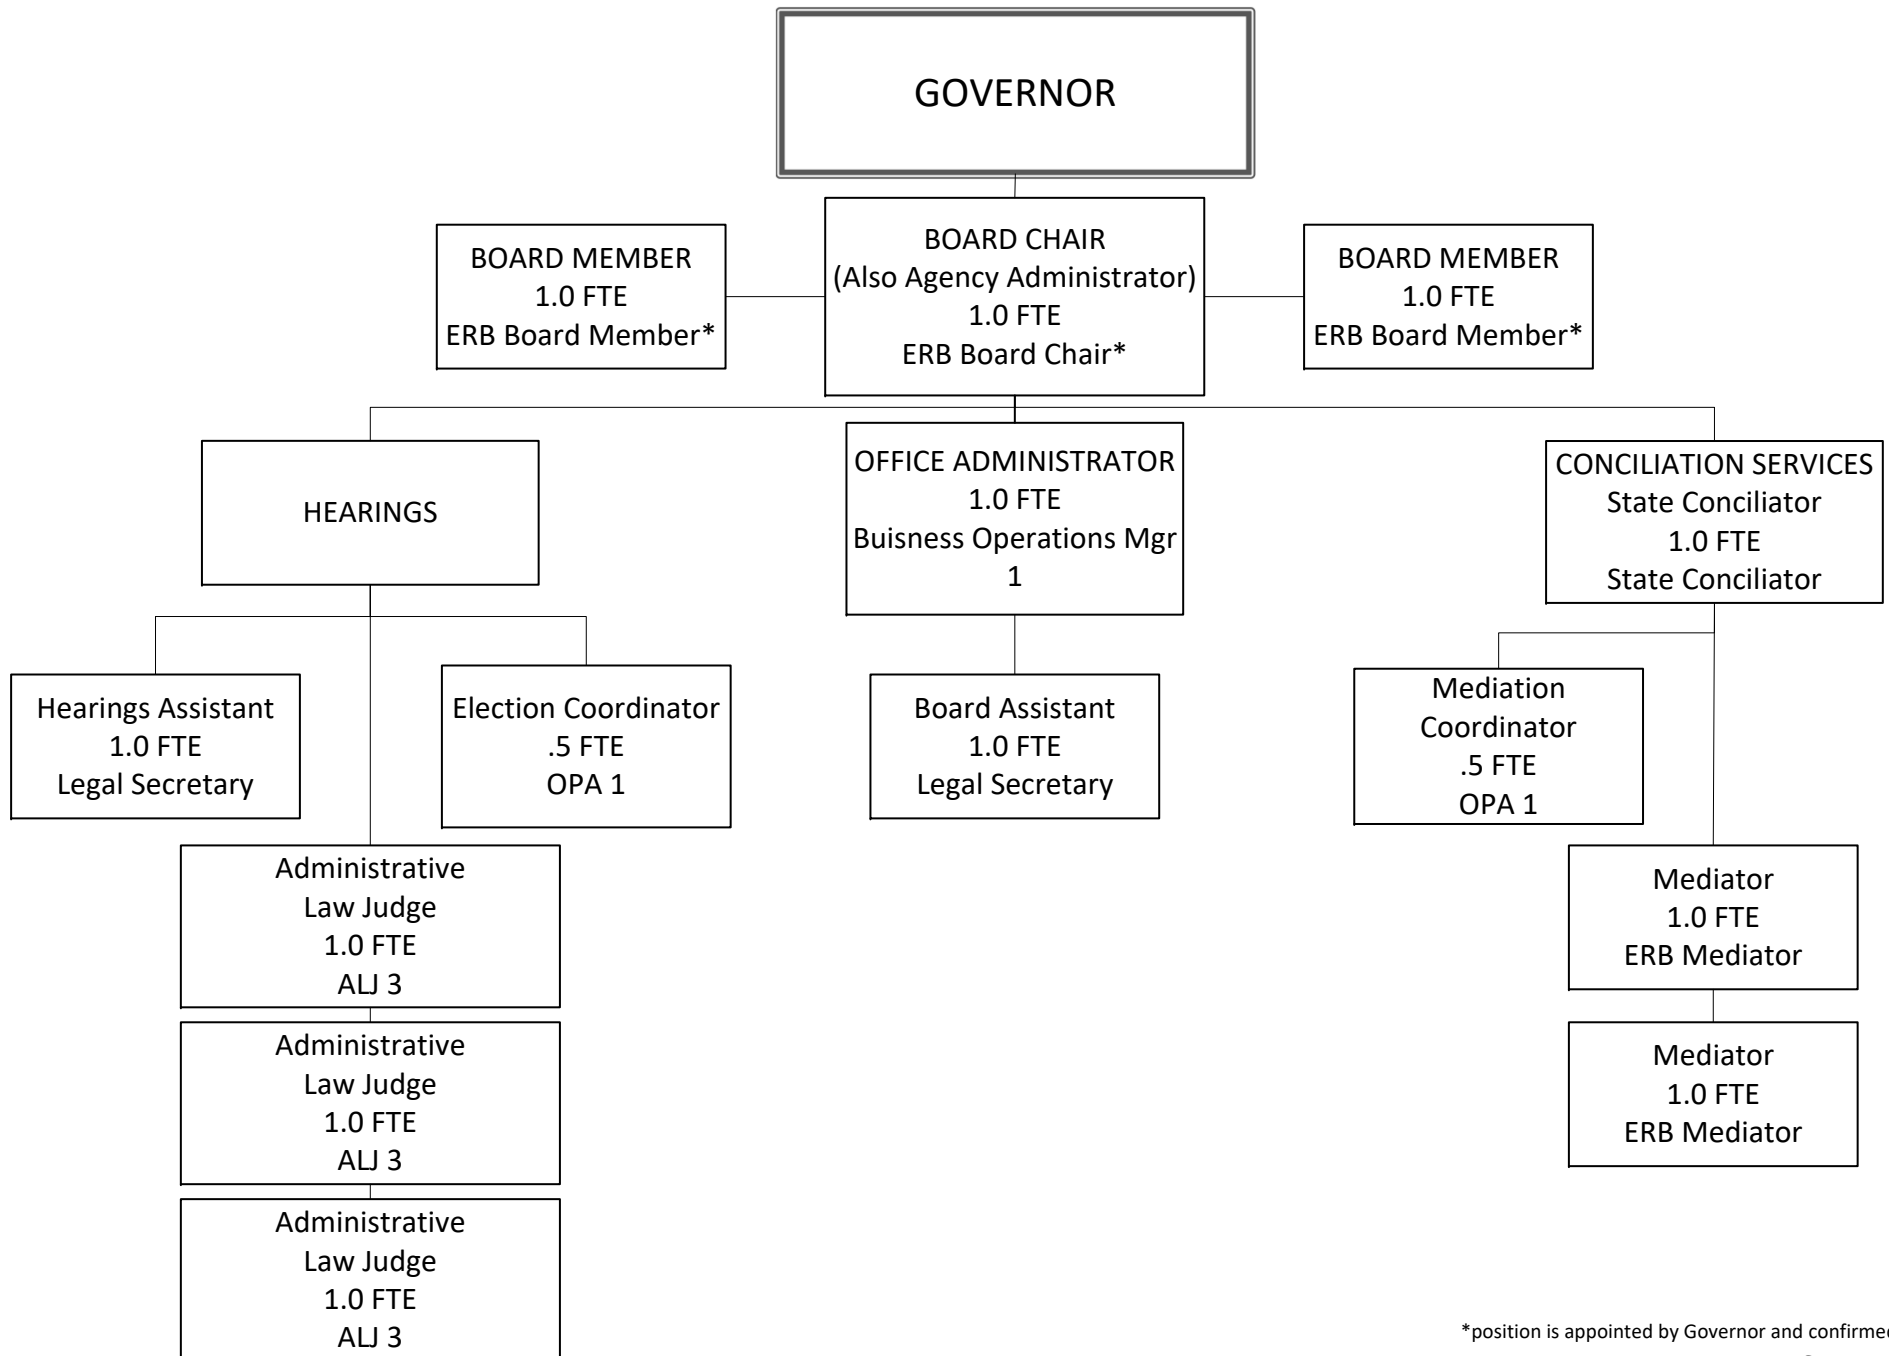 GOVERNOR
BOARD MEMBER
1.0 FTE
ERB Board Member*
BOARD CHAIR
(Also Agency Administrator)
1.0 FTE
ERB Board Chair*
BOARD MEMBER
1.0 FTE
ERB Board Member*
HEARINGS
OFFICE ADMINISTRATOR
1.0 FTE
Buisness Operations Mgr
1
CONCILIATION SERVICES
State Conciliator
1.0 FTE
State Conciliator
Hearings Assistant
1.0 FTE
Legal Secretary
Election Coordinator
.5 FTE
OPA 1
Board Assistant
1.0 FTE
Legal Secretary
Mediation
Coordinator
.5 FTE
OPA 1
Administrative
Law Judge
1.0 FTE
ALJ 3
Mediator
1.0 FTE
ERB Mediator
Administrative
Law Judge
1.0 FTE
ALJ 3
Mediator
1.0 FTE
ERB Mediator
Administrative
Law Judge
1.0 FTE
ALJ 3
*position is appointed by Governor and confirmed